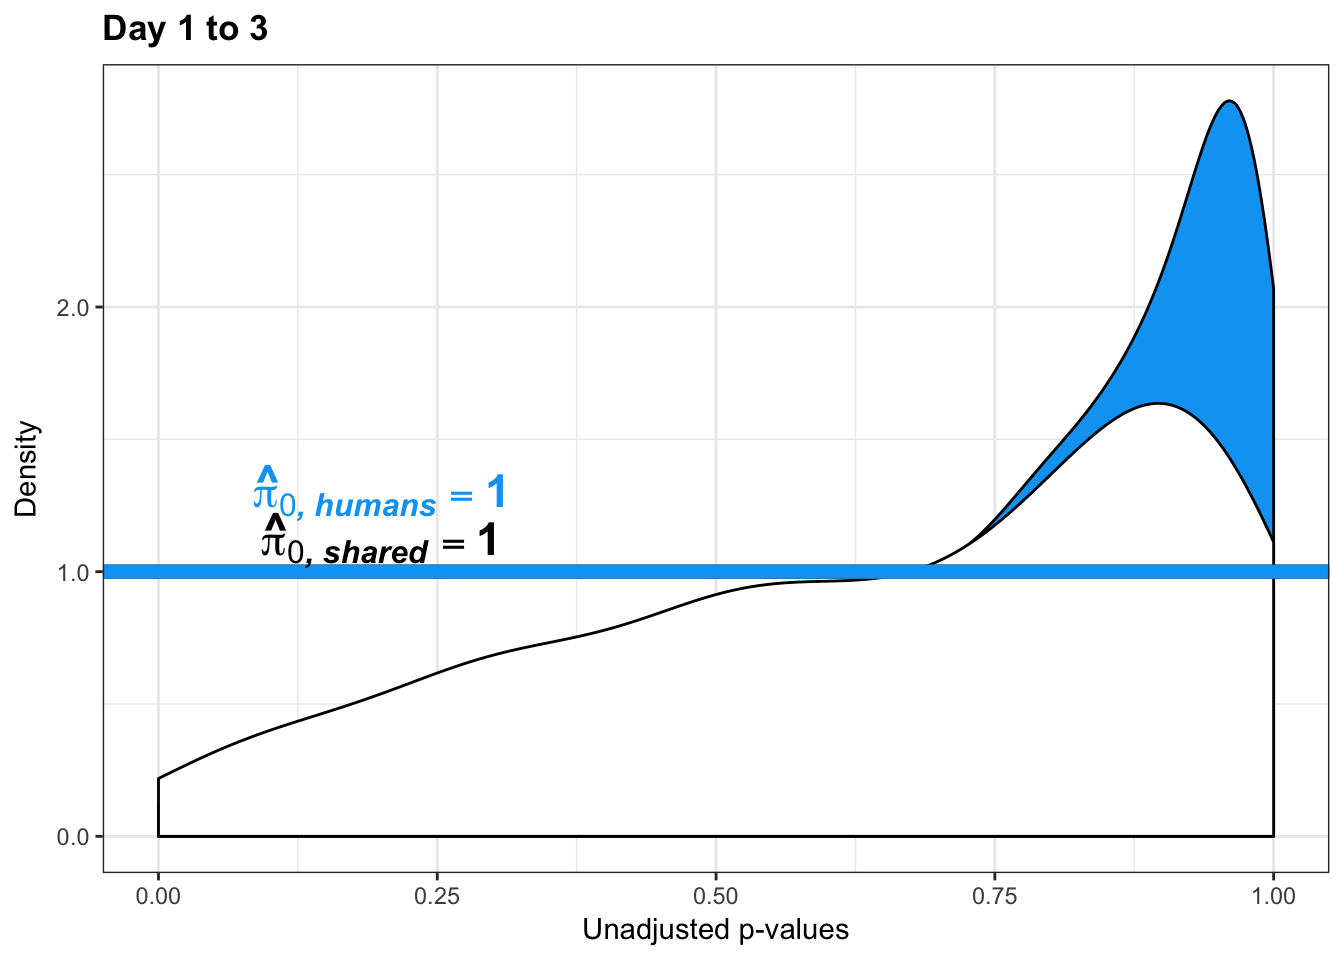 Day 1 to 3
Density
2.0
1.0
0.0
π̂0, humans = 1
π̂0, shared = 1
0.00 0.25 0.50 0.75 1.00
Unadjusted p-values